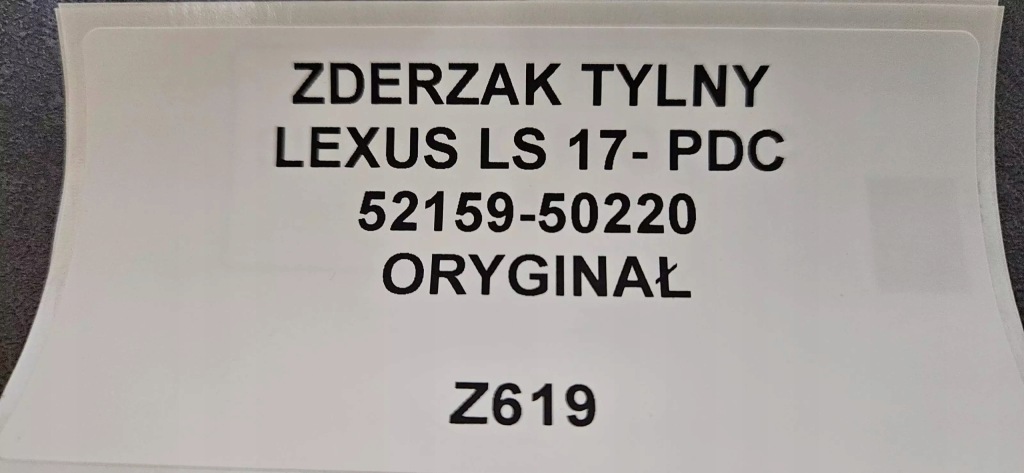 ZDERZAK TYLNY
LEXUS LS 17- PDC
52159-50220
ORYGINAŁ
Z619